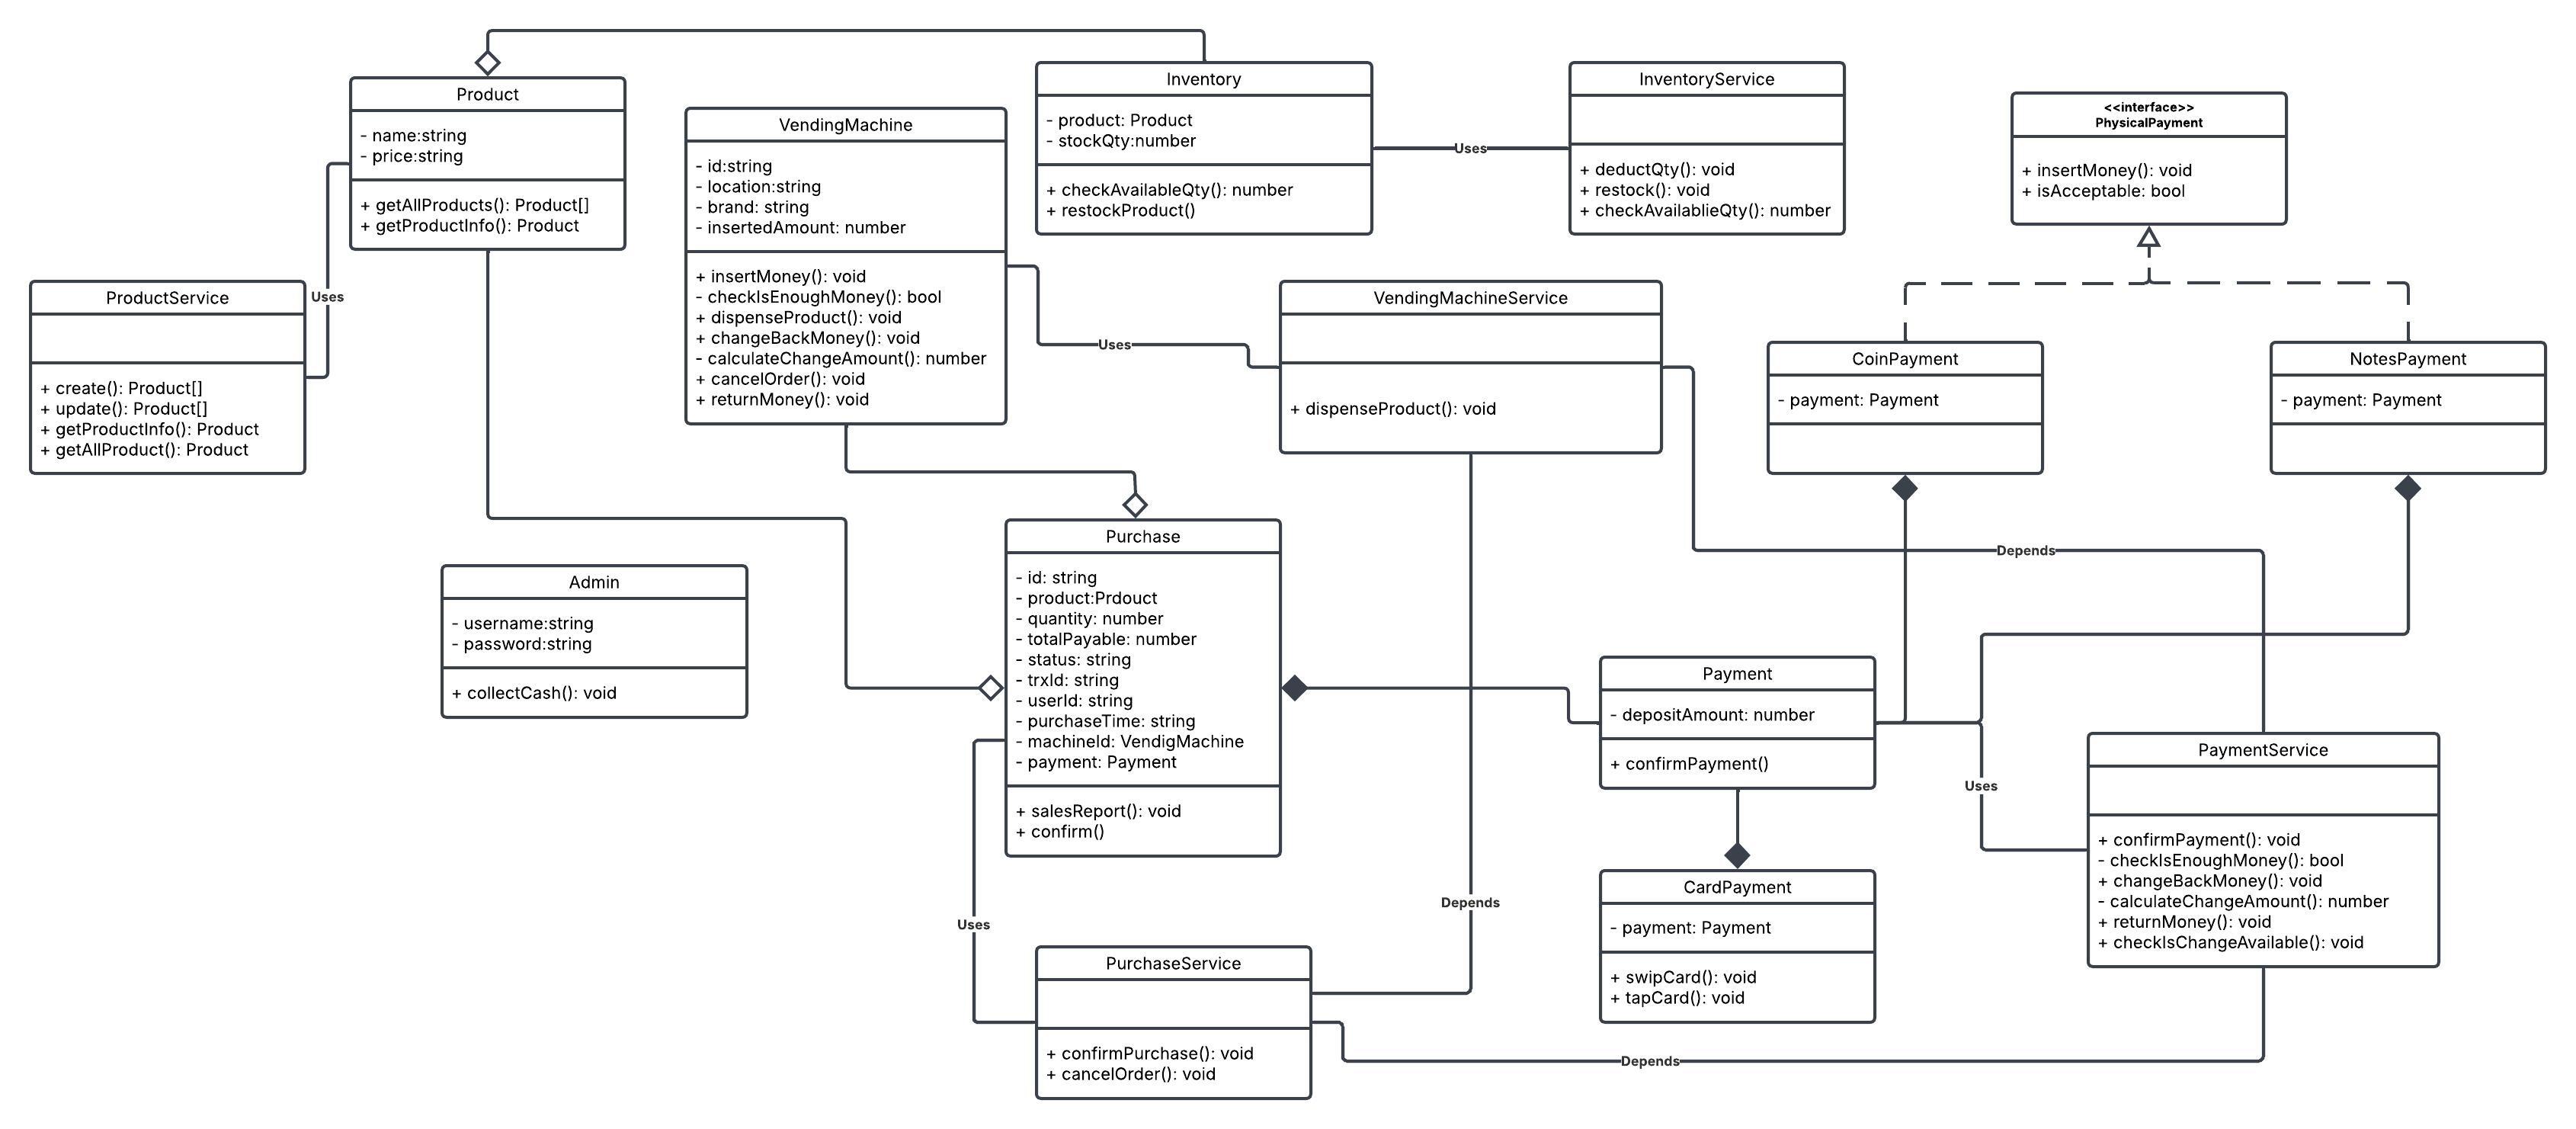 Product
- name:string
- price:string
+ getAllProducts(): Product[]
+ getProductInfo(): Product
VendingMachine
- id:string
- location:string
- brand: string
- insertedAmount: number
+ insertMoney(): void
- checkIsEnoughMoney(): bool
+ dispenseProduct(): void
+ changeBackMoney(): void
- calculateChangeAmount(): number
+ cancelOrder(): void
+ returnMoney(): void
Inventory
- product: Product
- stockQty:number
+ checkAvailableQty(): number
+ restockProduct()
Uses
InventoryService
+ deductQty(): void
+ restock(): void
+ checkAvailablieQty(): number
<<interface>>
PhysicalPayment
+ insertMoney(): void
+ isAcceptable: bool
ProductService
+ create(): Product[]
+ update(): Product[]
+ getProductInfo(): Product
+ getAllProduct(): Product
Uses
Uses
VendingMachineService
+ dispenseProduct(): void
CoinPayment
- payment: Payment
NotesPayment
- payment: Payment
Depends
Admin
- username:string
- password:string
+ collectCash(): void
Purchase
- id: string
- product:Prdouct
- quantity: number
- totalPayable: number
- status: string
- trxId: string
- userId: string
- purchaseTime: string
- machineId: VendigMachine
- payment: Payment
+ salesReport(): void
+ confirm()
Payment
- depositAmount: number
+ confirmPayment()
Uses
PaymentService
+ confirmPayment(): void
- checkIsEnoughMoney(): bool
+ changeBackMoney(): void
- calculateChangeAmount(): number
+ returnMoney(): void
+ checkIsChangeAvailable(): void
CardPayment
- payment: Payment
+ swipCard(): void
+ tapCard(): void
Depends
Uses
PurchaseService
+ confirmPurchase(): void
+ cancelOrder(): void
Depends